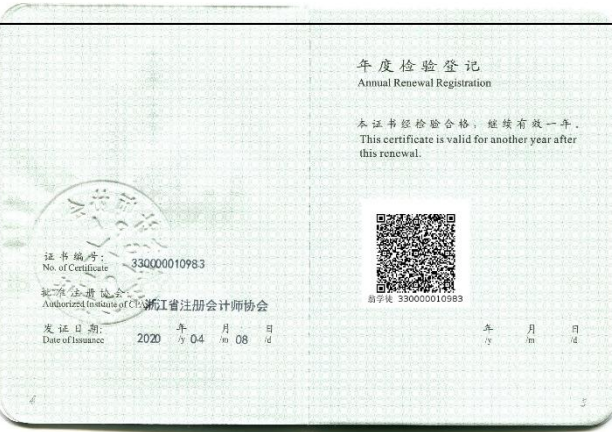 证书编号:
No. of Certificate
330000010983
批准注册协会:
Authorized Institute of CPAs
浙江省注册会计师协会
发证日期: 年 月 日
Date of Issuance 2020 /y 04 /m 08 /d
4
年度检验登记
Annual Renewal Registration
本证书经检验合格，继续有效一年。
This certificate is valid for another year after
this renewal.
330000010983
年 月 日
/y /m /d
5